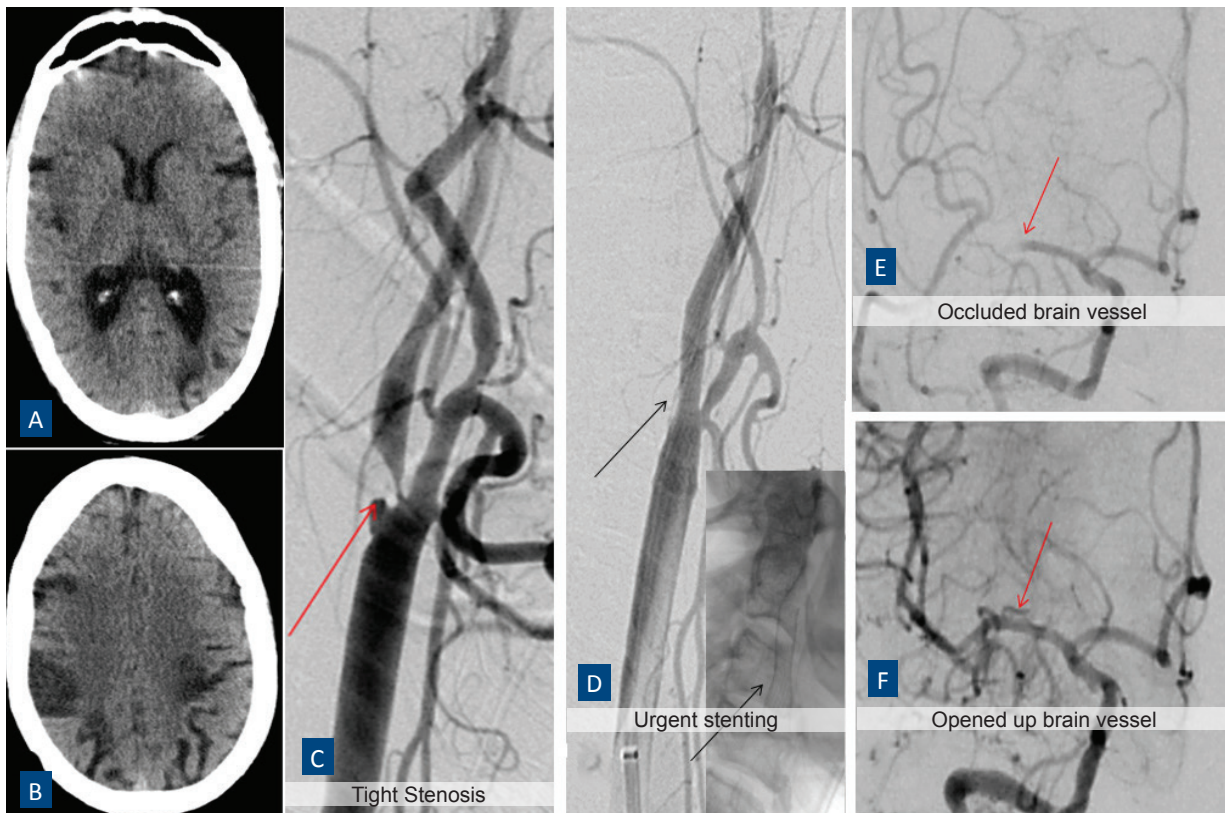 A
B
C
Tight Stenosis
D
Urgent stenting
E
Occluded brain vessel
F
Opened up brain vessel